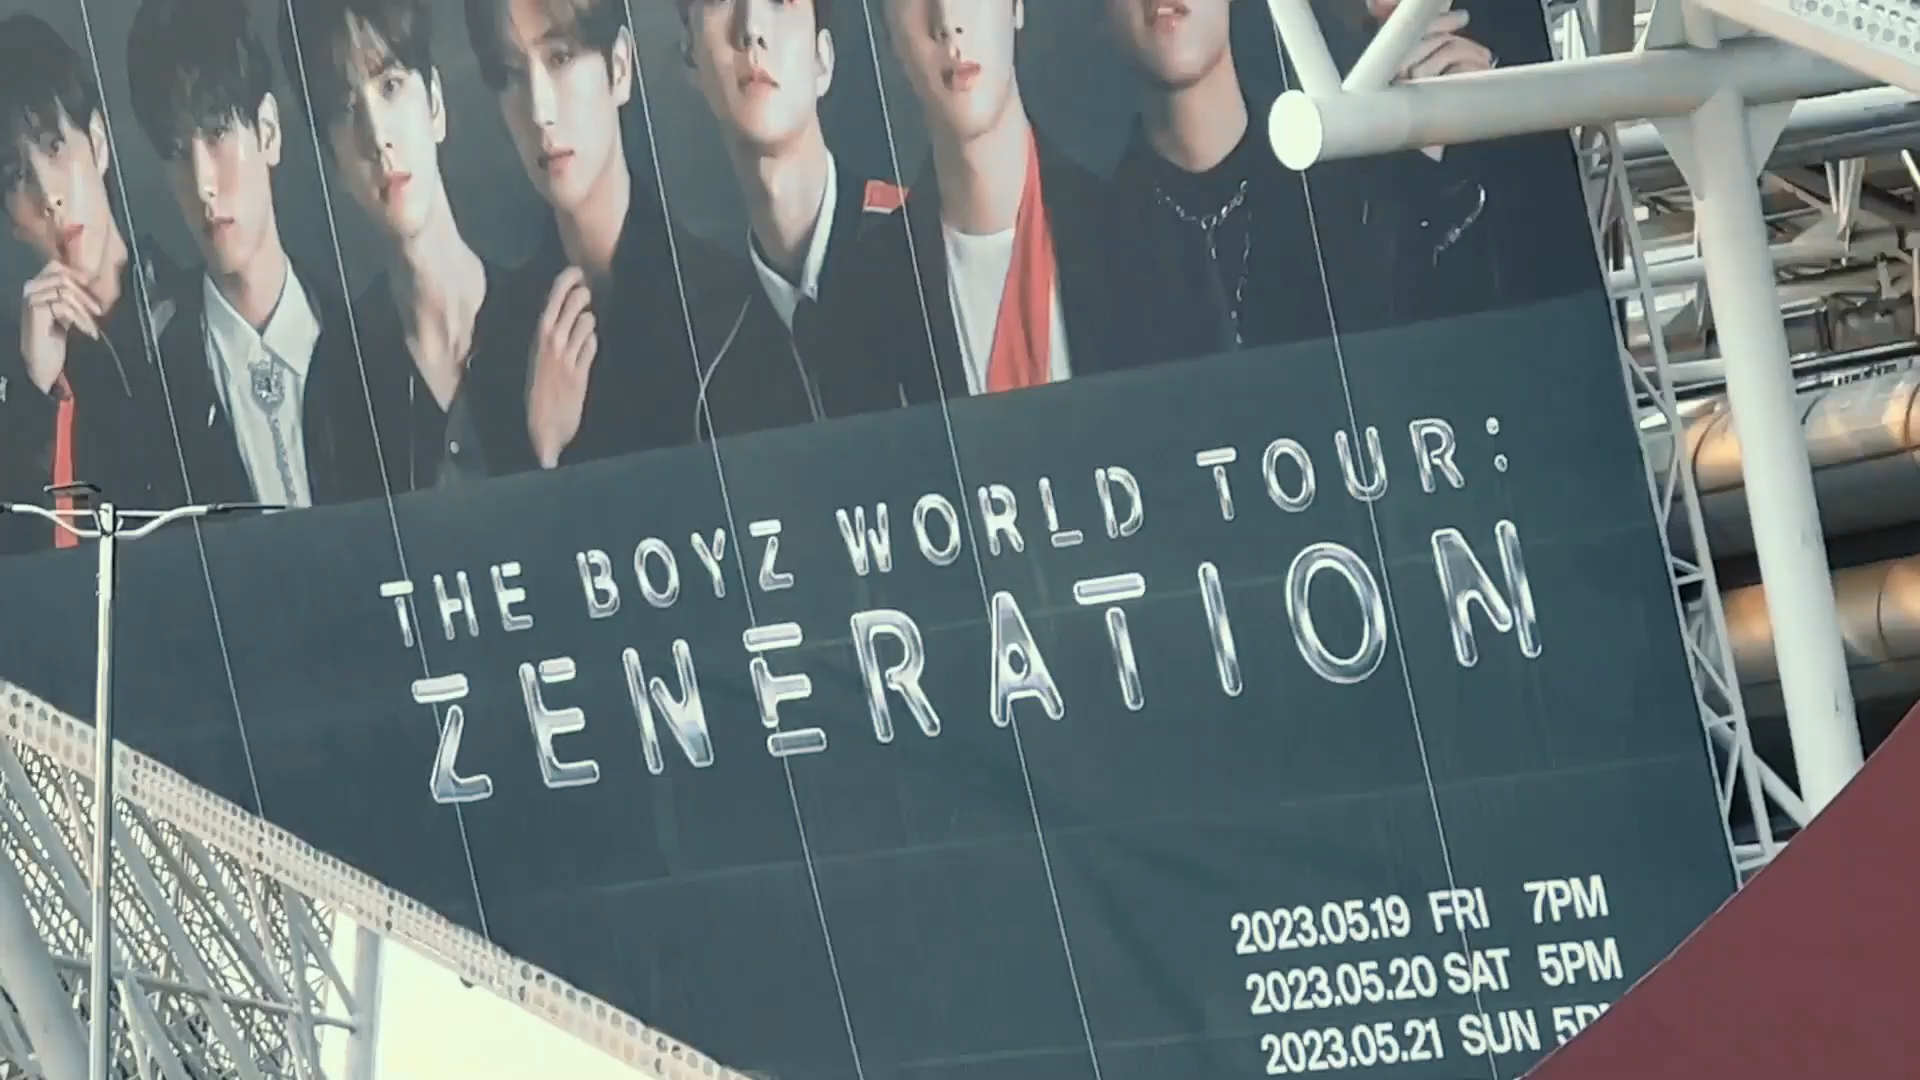 THE BOYZ WORLD TOUR:
ZENERATION
2023.05.19 FRI 7PM
2023.05.20 SAT 5PM
2023.05.21 SUN